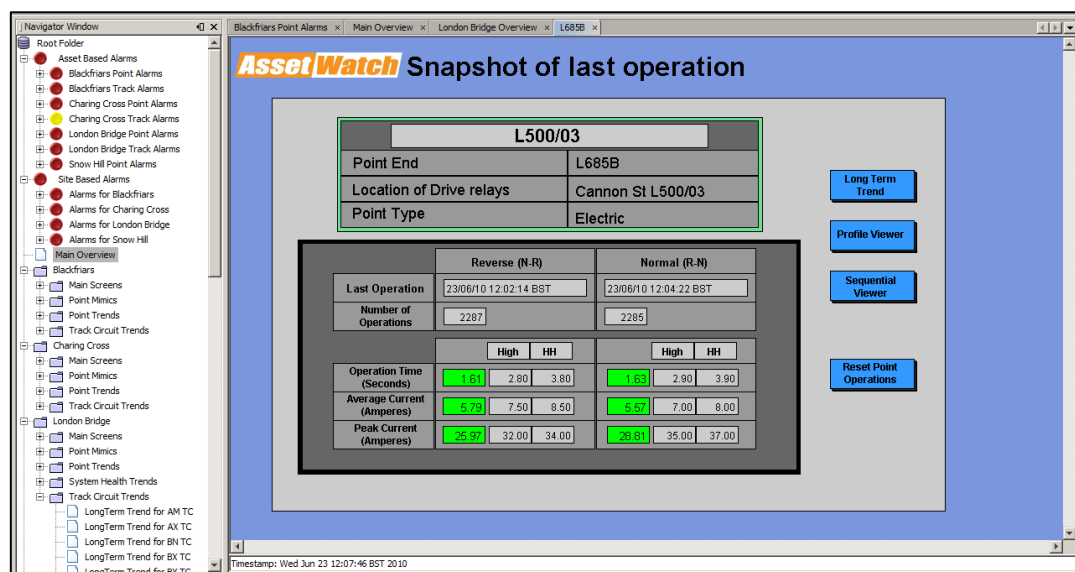 Navigator Window
Root Folder
Asset Based Alarms
Blackfriars Point Alarms
Blackfriars Track Alarms
Charing Cross Point Alarms
Charing Cross Track Alarms
London Bridge Point Alarms
London Bridge Track Alarms
Snow Hill Point Alarms
Site Based Alarms
Alarms for Blackfriars
Alarms for Charing Cross
Alarms for London Bridge
Alarms for Snow Hill
Main Overview
Blackfriars
Main Screens
Point Mimics
Point Trends
Track Circuit Trends
Charing Cross
Main Screens
Point Mimics
Point Trends
Track Circuit Trends
London Bridge
Main Screens
Point Mimics
Point Trends
System Health Trends
Track Circuit Trends
LongTerm Trend for AM TC
LongTerm Trend for AX TC
LongTerm Trend for BN TC
LongTerm Trend for BX TC
Blackfriars Point Alarms x Main Overview x London Bridge Overview x L685B x
AssetWatch Snapshot of last operation
L500/03
Point End L685B
Location of Drive relays Cannon St L500/03
Point Type Electric
Reverse (N-R) Normal (R-N)
Last Operation 23/06/10 12:02:14 BST 23/06/10 12:04:22 BST
Number of
Operations 2287 2285
High HH High HH
Operation Time
(Seconds) 1.61 2.80 3.80 1.63 2.90 3.90
Average Current
(Amperes) 5.79 7.50 8.50 5.57 7.00 8.00
Peak Current
(Amperes) 25.97 32.00 34.00 28.81 35.00 37.00
Long Term
Trend
Profile Viewer
Sequential
Viewer
Reset Point
Operations
Timestamp: Wed Jun 23 12:07:46 BST 2010